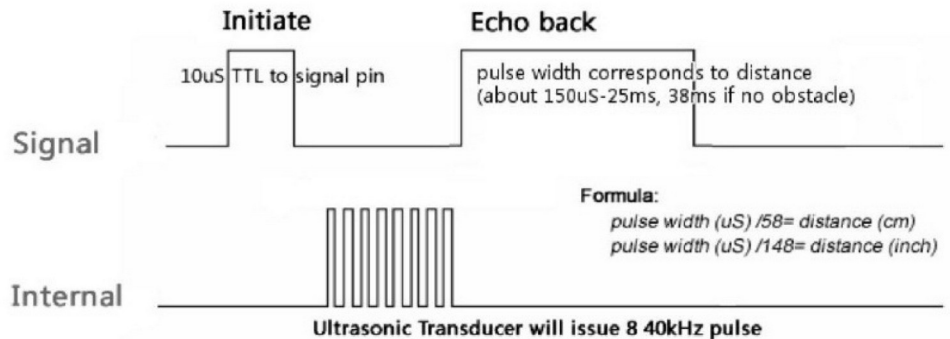 Initiate
Echo back
10uS TTL to signal pin
pulse width corresponds to distance
(about 150uS-25ms, 38ms if no obstacle)
Signal
Formula:
pulse width (uS) /58= distance (cm)
pulse width (uS) /148= distance (inch)
Internal
Ultrasonic Transducer will issue 8 40kHz pulse